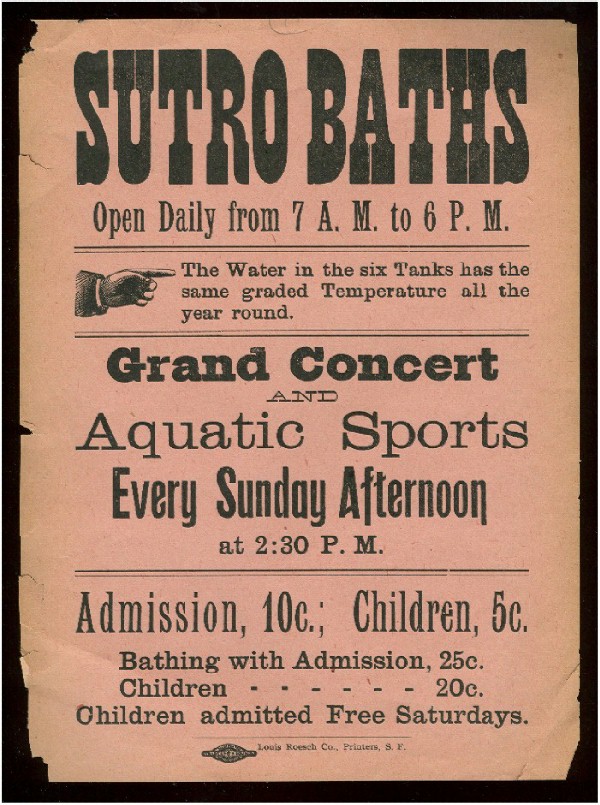 SUTRO BATHS
Open Daily from 7 A. M. to 6 P. M.
The Water in the six Tanks has the
same graded Temperature all the
year round.
Grand Concert
AND
Aquatic Sports
Every Sunday Afternoon
at 2:30 P. M.
Admission, 10c.; Children, 5c.
Bathing with Admission, 25c.
Children - - - - - - 20c.
Children admitted Free Saturdays.
Louis Roesch Co., Printers, S. F.